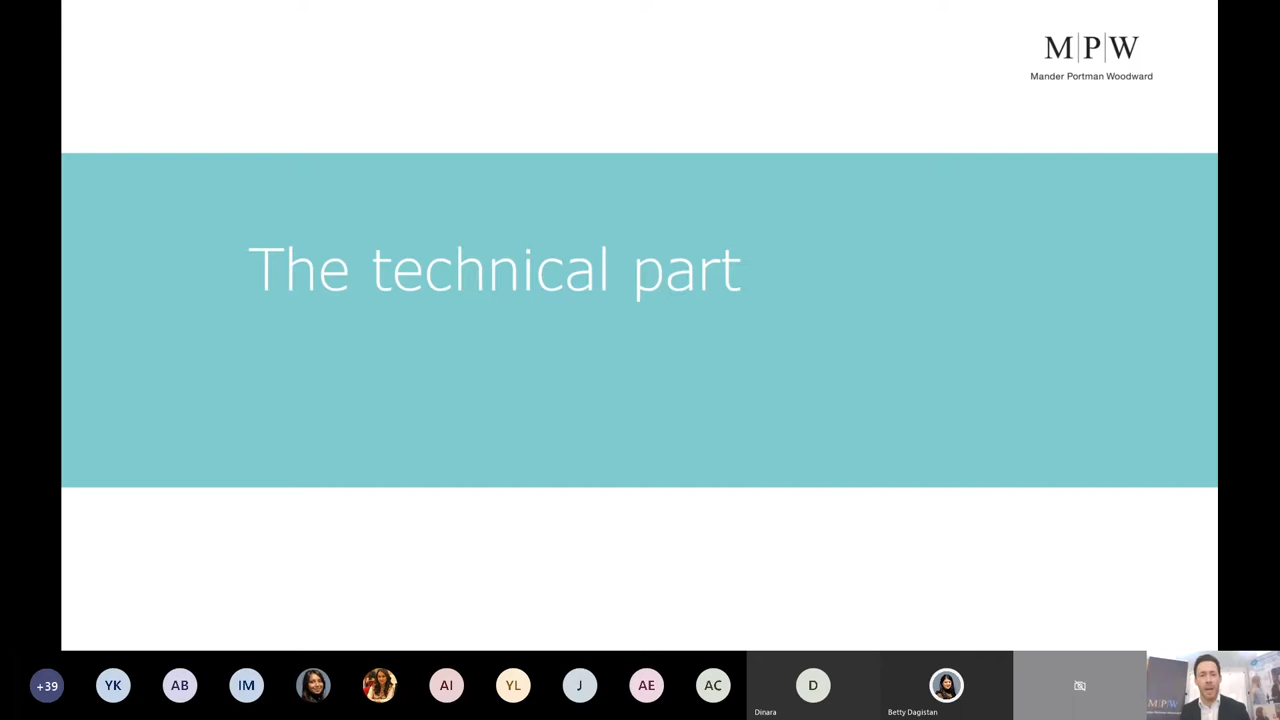 M|P|W
Mander Portman Woodward
The technical part
+39
YK
AB
IM
AI
YL
J
AE
AC
D
Dinara
Betty Dagistan
M|P|W